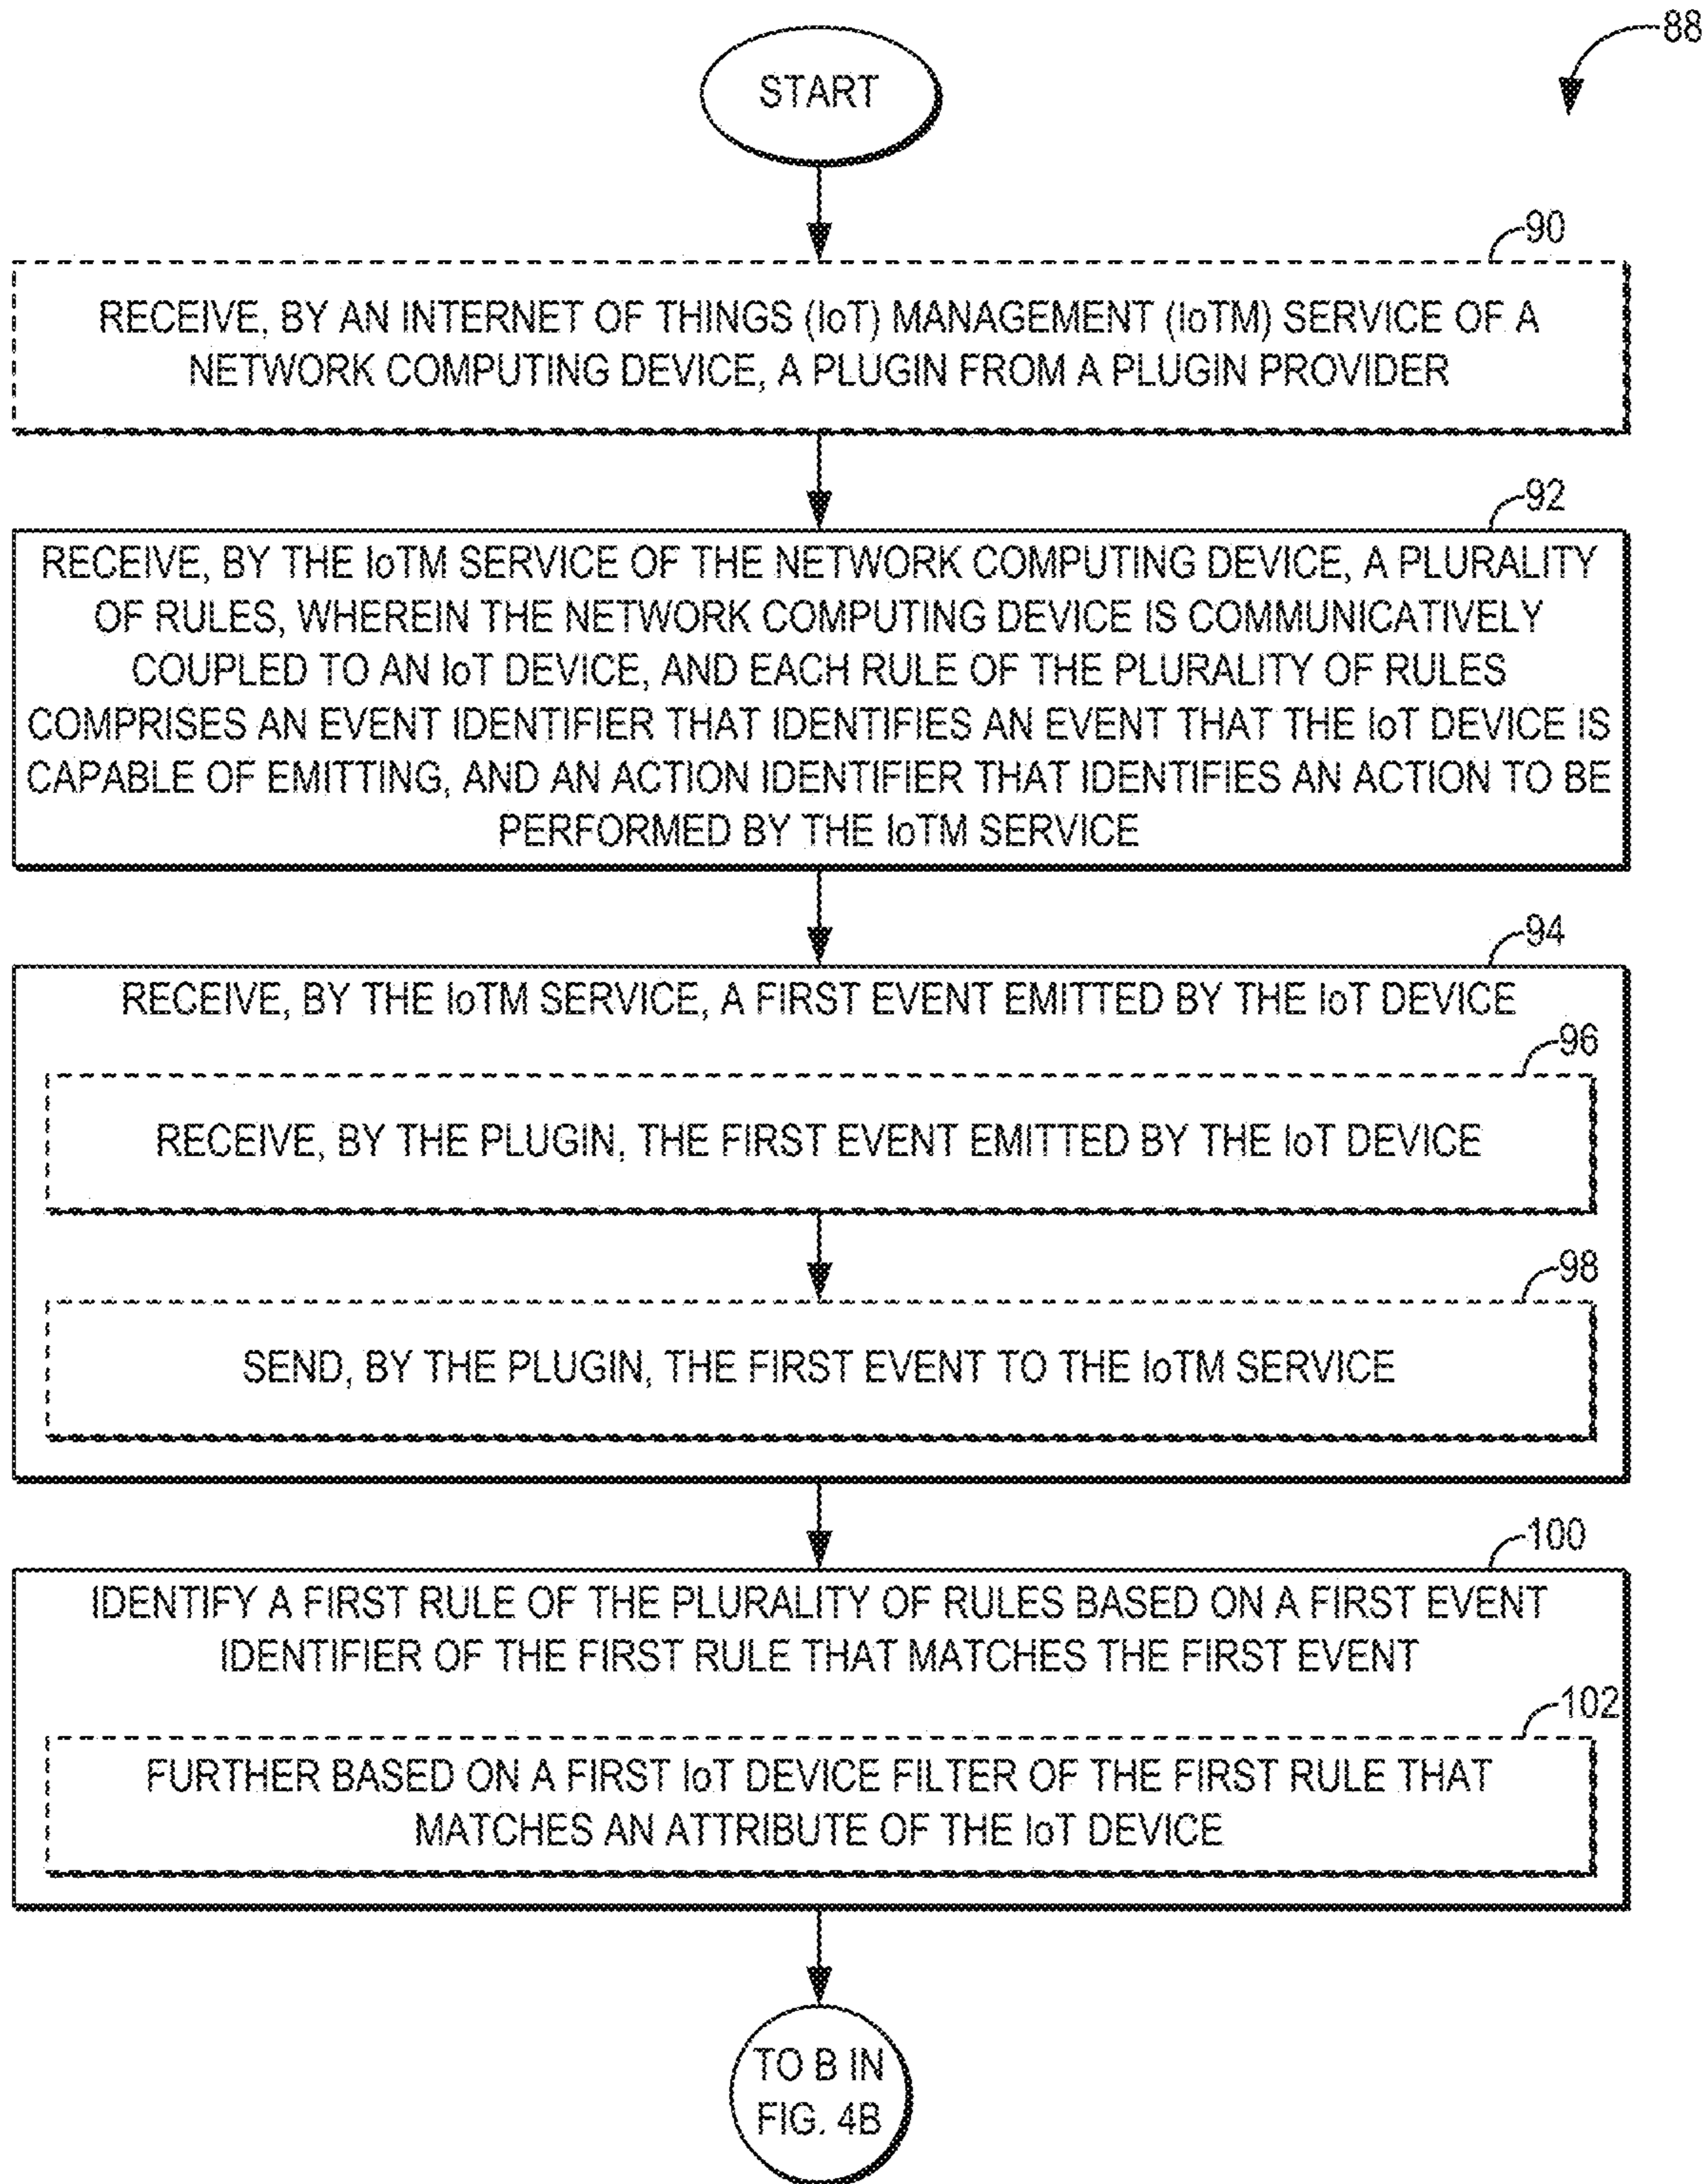 88
START
90
RECEIVE, BY AN INTERNET OF THINGS (IoT) MANAGEMENT (IoTM) SERVICE OF A
NETWORK COMPUTING DEVICE, A PLUGIN FROM A PLUGIN PROVIDER
92
RECEIVE, BY THE IoTM SERVICE OF THE NETWORK COMPUTING DEVICE, A PLURALITY
OF RULES, WHEREIN THE NETWORK COMPUTING DEVICE IS COMMUNICATIVELY
COUPLED TO AN IoT DEVICE, AND EACH RULE OF THE PLURALITY OF RULES
COMPRISES AN EVENT IDENTIFIER THAT IDENTIFIES AN EVENT THAT THE IoT DEVICE IS
CAPABLE OF EMITTING, AND AN ACTION IDENTIFIER THAT IDENTIFIES AN ACTION TO BE
PERFORMED BY THE IoTM SERVICE
94
RECEIVE, BY THE IoTM SERVICE, A FIRST EVENT EMITTED BY THE IoT DEVICE
96
RECEIVE, BY THE PLUGIN, THE FIRST EVENT EMITTED BY THE IoT DEVICE
98
SEND, BY THE PLUGIN, THE FIRST EVENT TO THE IoTM SERVICE
100
IDENTIFY A FIRST RULE OF THE PLURALITY OF RULES BASED ON A FIRST EVENT
IDENTIFIER OF THE FIRST RULE THAT MATCHES THE FIRST EVENT
102
FURTHER BASED ON A FIRST IoT DEVICE FILTER OF THE FIRST RULE THAT
MATCHES AN ATTRIBUTE OF THE IoT DEVICE
TO B IN
FIG. 4B